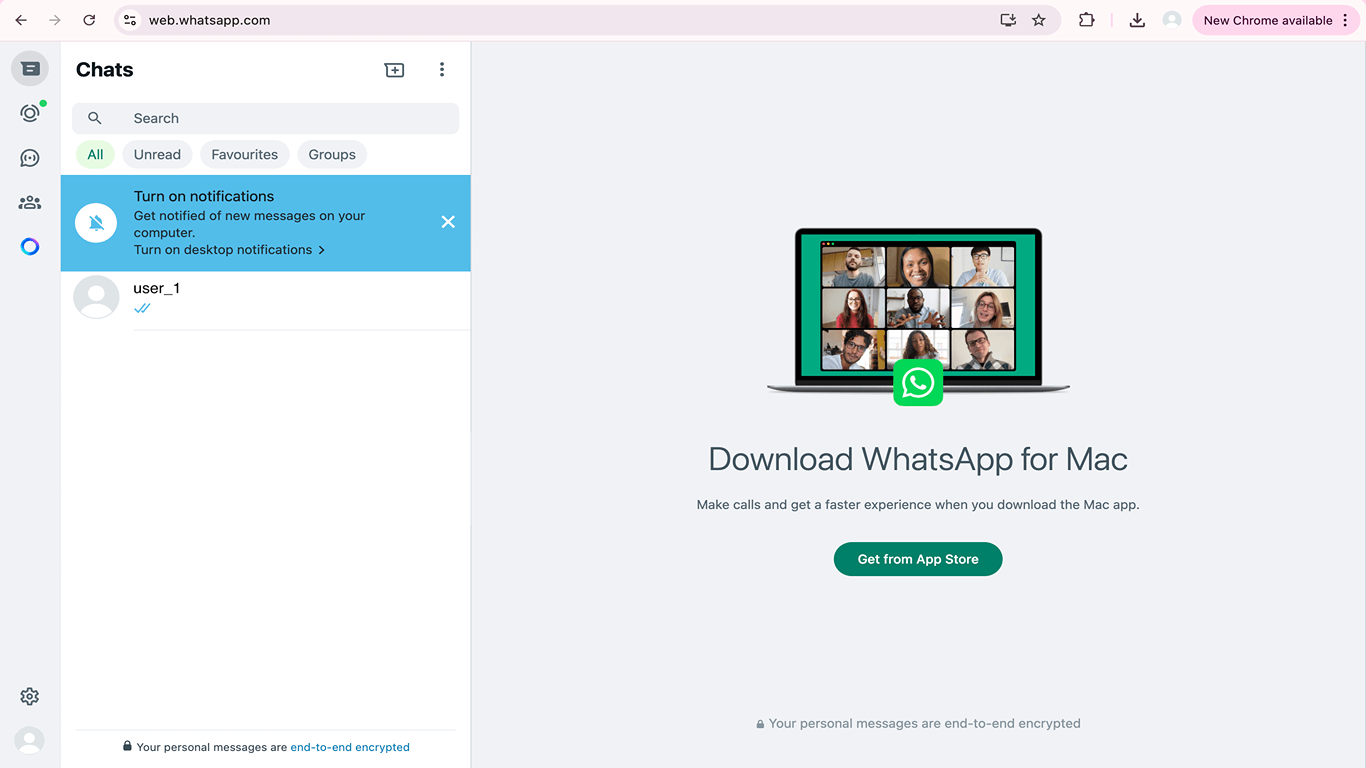 web.whatsapp.com
New Chrome available
Chats
Search
All
Unread
Favourites
Groups
Turn on notifications
Get notified of new messages on your
computer.
Turn on desktop notifications
user_1
Your personal messages are end-to-end encrypted
Download WhatsApp for Mac
Make calls and get a faster experience when you download the Mac app.
Get from App Store
Your personal messages are end-to-end encrypted